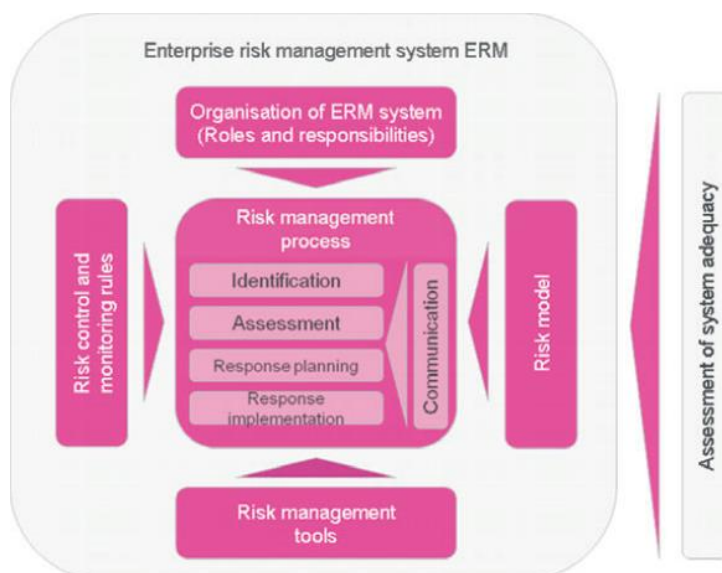 Enterprise risk management system ERM
Organisation of ERM system
(Roles and responsibilities)
Risk management
process
Identification
Assessment
Response planning
Response
implementation
Communication
Risk control and
monitoring rules
Risk model
Risk management
tools
Assessment of system adequacy